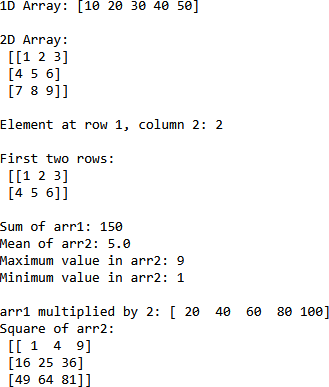 1D Array: [10 20 30 40 50]

2D Array:
 [[1 2 3]
 [4 5 6]
 [7 8 9]]

Element at row 1, column 2: 2

First two rows:
 [[1 2 3]
 [4 5 6]]

Sum of arr1: 150
Mean of arr2: 5.0
Maximum value in arr2: 9
Minimum value in arr2: 1

arr1 multiplied by 2: [ 20  40  60  80 100]
Square of arr2:
 [[ 1  4  9]
 [16 25 36]
 [49 64 81]]